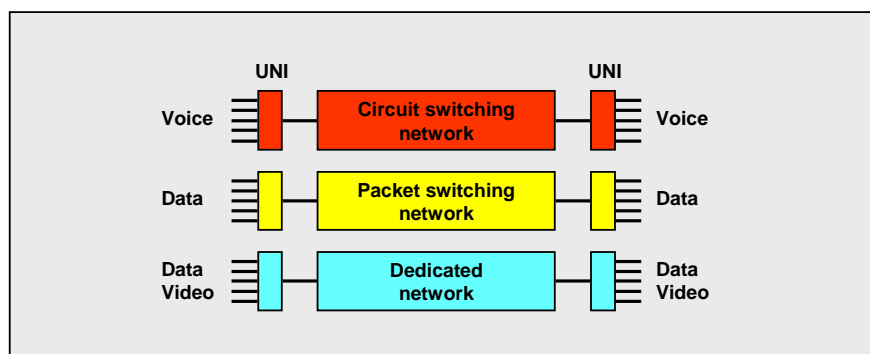 UNI UNI
Voice Circuit switching network Voice
Data Packet switching network Data
Data Video Dedicated network Data Video